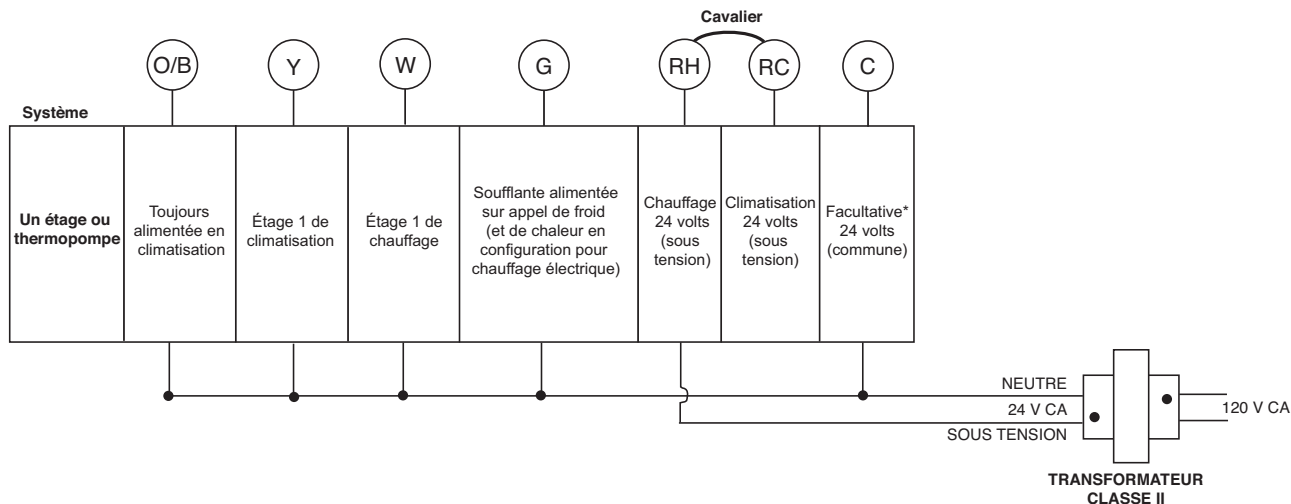 Cavalier
O/B
Y
W
G
RH
RC
C
Système
Un étage ou
thermopompe
Toujours
alimentée en
climatisation
Étage 1 de
climatisation
Étage 1 de
chauffage
Soufflante alimentée
sur appel de froid
(et de chaleur en
configuration pour
chauffage électrique)
Chauffage
24 volts
(sous
tension)
Climatisation
24 volts
(sous
tension)
Facultative*
24 volts
(commune)
NEUTRE
24 V CA
SOUS TENSION
120 V CA
TRANSFORMATEUR
CLASSE II